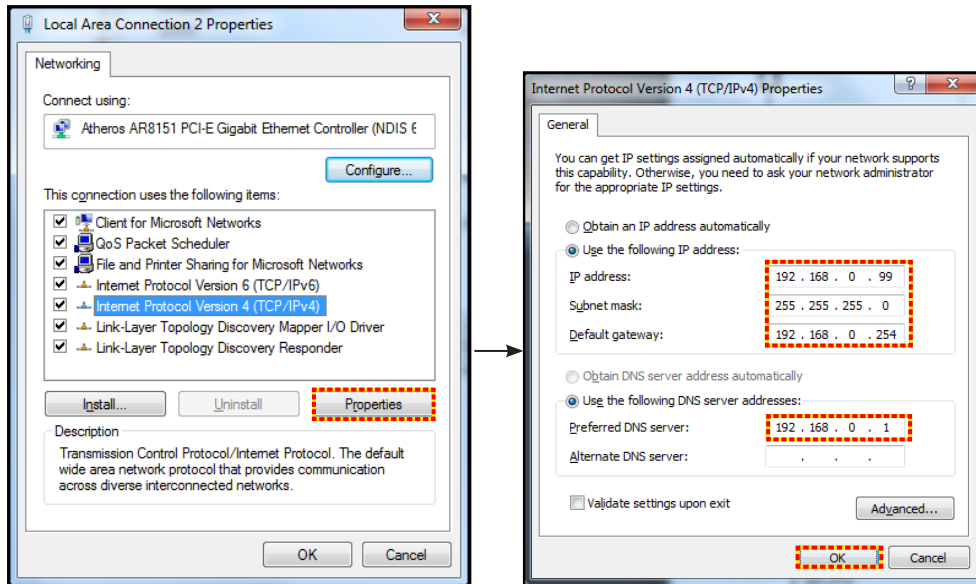 Local Area Connection 2 Properties
Networking
Connect using:
Atheros AR8151 PCI-E Gigabit Ethernet Controller (NDIS 6
Configure...
This connection uses the following items:
Client for Microsoft Networks
QoS Packet Scheduler
File and Printer Sharing for Microsoft Networks
Internet Protocol Version 6 (TCP/IPv6)
Internet Protocol Version 4 (TCP/IPv4)
Link-Layer Topology Discovery Mapper I/O Driver
Link-Layer Topology Discovery Responder
Install...
Uninstall
Properties
Description
Transmission Control Protocol/Internet Protocol. The default
wide area network protocol that provides communication
across diverse interconnected networks.
OK
Cancel
Internet Protocol Version 4 (TCP/IPv4) Properties
General
You can get IP settings assigned automatically if your network supports
this capability. Otherwise, you need to ask your network administrator
for the appropriate IP settings.
Obtain an IP address automatically
Use the following IP address:
IP address: 192 . 168 . 0 . 99
Subnet mask: 255 . 255 . 255 . 0
Default gateway: 192 . 168 . 0 . 254
Obtain DNS server address automatically
Use the following DNS server addresses:
Preferred DNS server: 192 . 168 . 0 . 1
Alternate DNS server: . . .
Validate settings upon exit
Advanced...
OK
Cancel